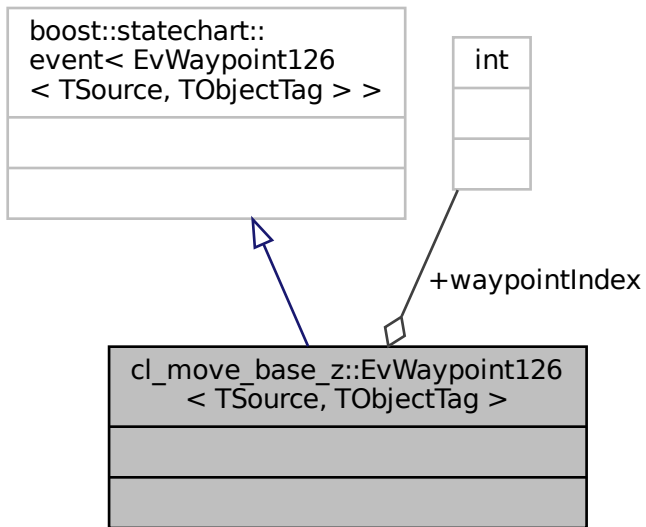 boost::statechart::
event< EvWaypoint126
< TSource, TObjectTag > >
int
+waypointIndex
cl_move_base_z::EvWaypoint126
< TSource, TObjectTag >